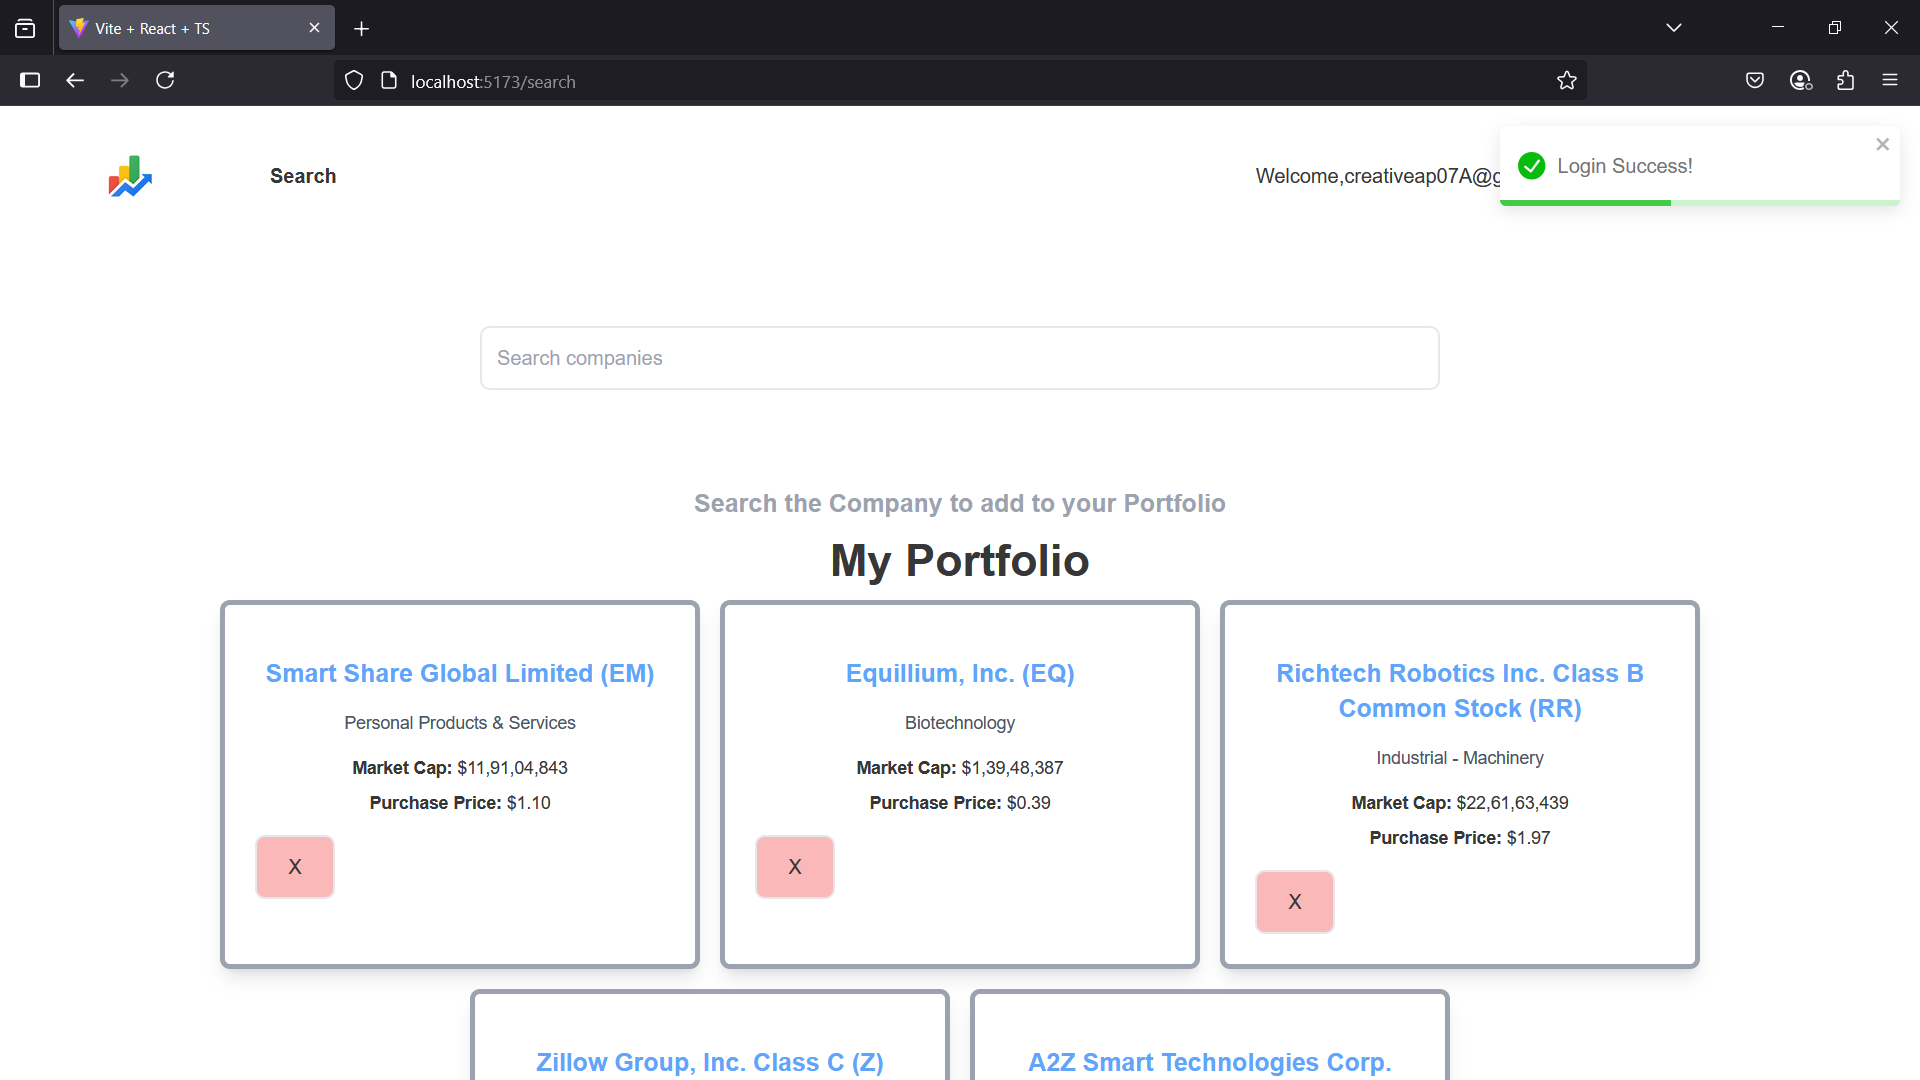 Vite + React + TS
localhost:5173/search
Search
Welcome,creativeap07A@g
Login Success!
Search companies
Search the Company to add to your Portfolio
My Portfolio
Smart Share Global Limited (EM)
Personal Products & Services
Market Cap: $11,91,04,843
Purchase Price: $1.10
X
Equillium, Inc. (EQ)
Biotechnology
Market Cap: $1,39,48,387
Purchase Price: $0.39
X
Richtech Robotics Inc. Class B
Common Stock (RR)
Industrial - Machinery
Market Cap: $22,61,63,439
Purchase Price: $1.97
X
Zillow Group, Inc. Class C (Z)
A2Z Smart Technologies Corp.